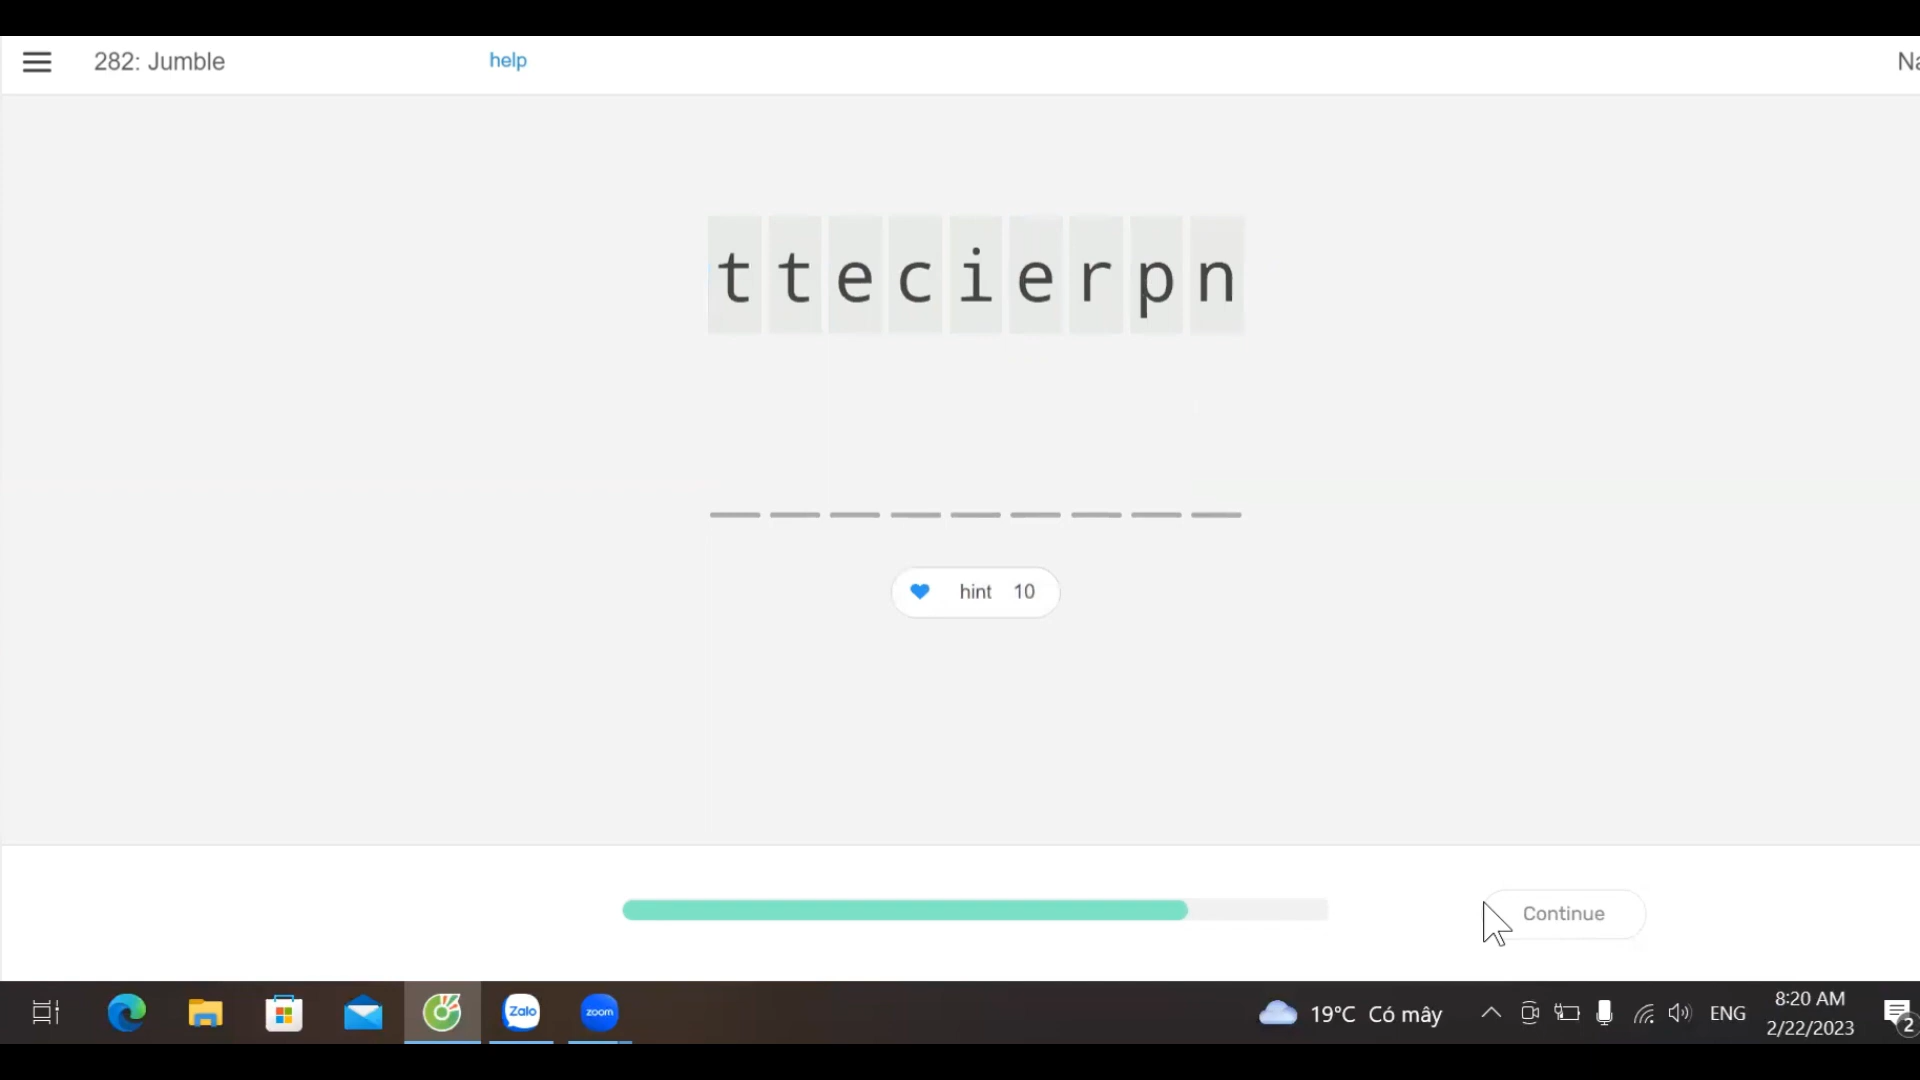 282: Jumble
help
Na
t t e c i e r p n
hint 10
Continue
Zalo
zoom
19°C Có mây
ENG
8:20 AM
2/22/2023
2